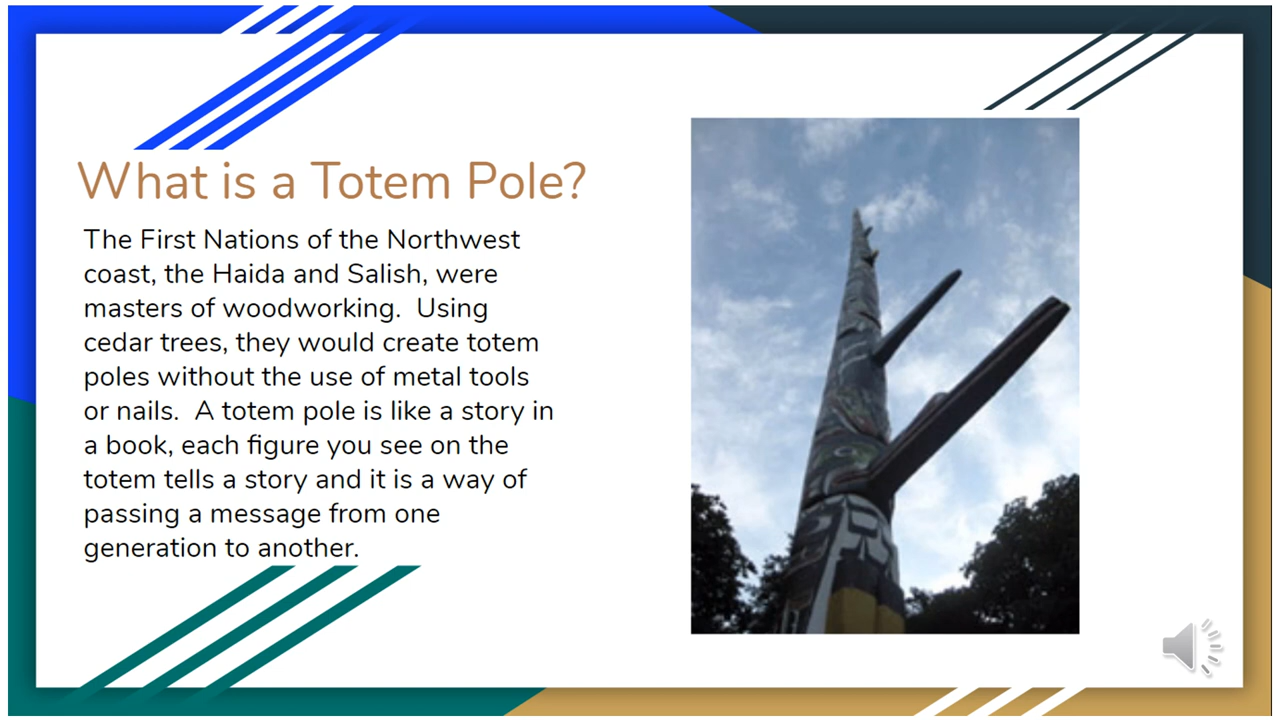 What is a Totem Pole?
The First Nations of the Northwest
coast, the Haida and Salish, were
masters of woodworking.  Using
cedar trees, they would create totem
poles without the use of metal tools
or nails.  A totem pole is like a story in
a book, each figure you see on the
totem tells a story and it is a way of
passing a message from one
generation to another.